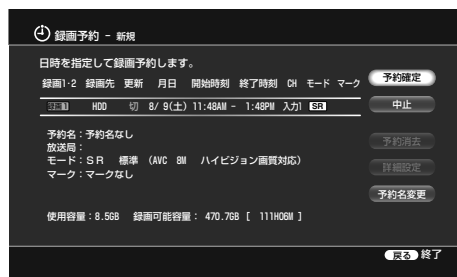 録画予約 - 新規
日時を指定して録画予約します。
録画1·2 録画先 更新 月日 開始時刻 終了時刻 CH モード マーク
録画1 HDD 切 8/ 9(土) 11:48AM - 1:48PM 入力1 SR
予約名：予約名なし
放送局：
モード：ＳＲ 標準 （AVC 8M ハイビジョン画質対応）
マーク：マークなし
使用容量：8.5GB 録画可能容量： 470.7GB [ 111H06M ]
予約確定
中止
予約消去
詳細設定
予約名変更
戻る 終了